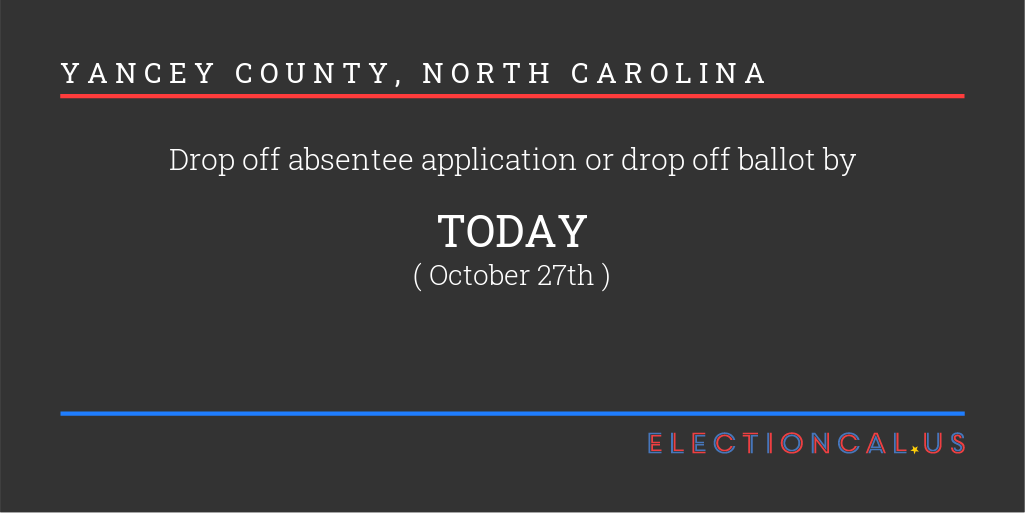 YANCEY COUNTY, NORTH CAROLINA
Drop off absentee application or drop off ballot by
TODAY
( October 27th )
ELECTIONCAL.US